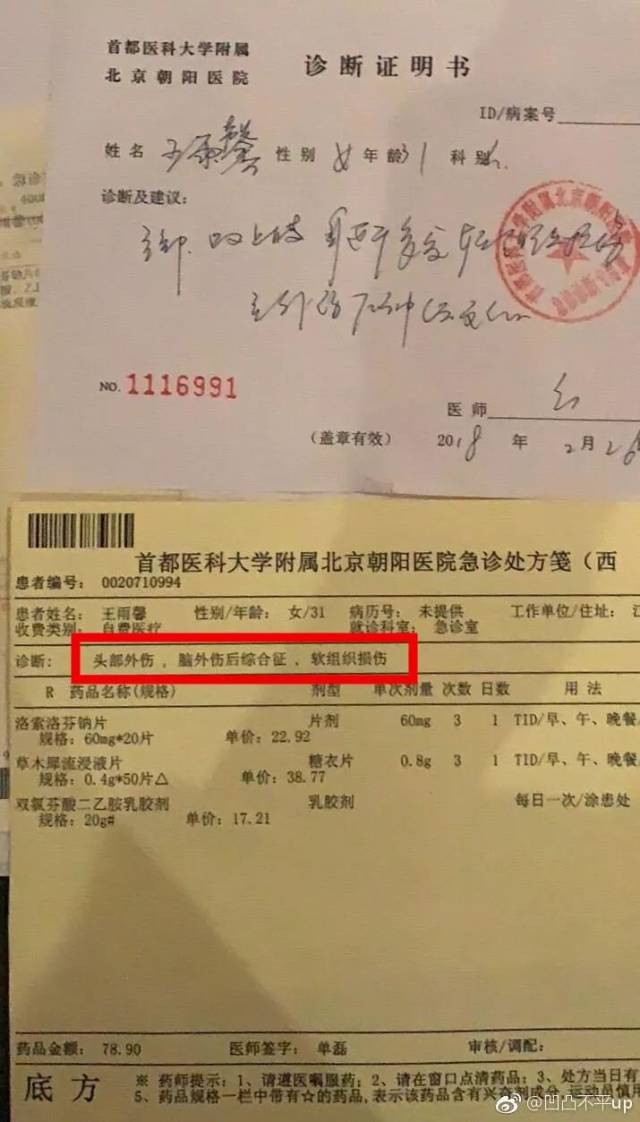 首都医科大学附属
北京朝阳医院
诊断证明书
ID/病案号
姓名 王雨馨 性别 女 年龄 31 科别
诊断及建议:
NO. 1116991
医师
(盖章有效) 2018 年 2月26
首都医科大学附属北京朝阳医院急诊处方笺(西
患者编号: 0020710994
患者姓名: 王雨馨 性别/年龄: 女/31 病历号: 未提供 工作单位/住址: 江
收费类别: 自费医疗 就诊科室: 急诊室
诊断: 头部外伤,脑外伤后综合征,软组织损伤
R 药品名称(规格) 剂型 单次剂量 次数 日数 用法
洛索洛芬钠片 片剂 60mg 3 1 TID/早、午、晚餐
规格: 60mg*20片 单价: 22.92
草木犀流浸液片 糖衣片 0.8g 3 1 TID/早、午、晚餐
规格: 0.4g*50片△ 单价: 38.77
双氯芬酸二乙胺乳胶剂 乳胶剂 每日一次/涂患处
规格: 20g# 单价: 17.21
药品金额: 78.90 医师签字: 单磊 审核/调配:
底方 ※ 药师提示: 1、请遵医嘱服药; 2、请在窗口点清药品; 3、处方当日有
5、药品规格一栏中带有☆的药品,表示该药品含有兴奋剂成分,运动员慎用
@凹凸不平up